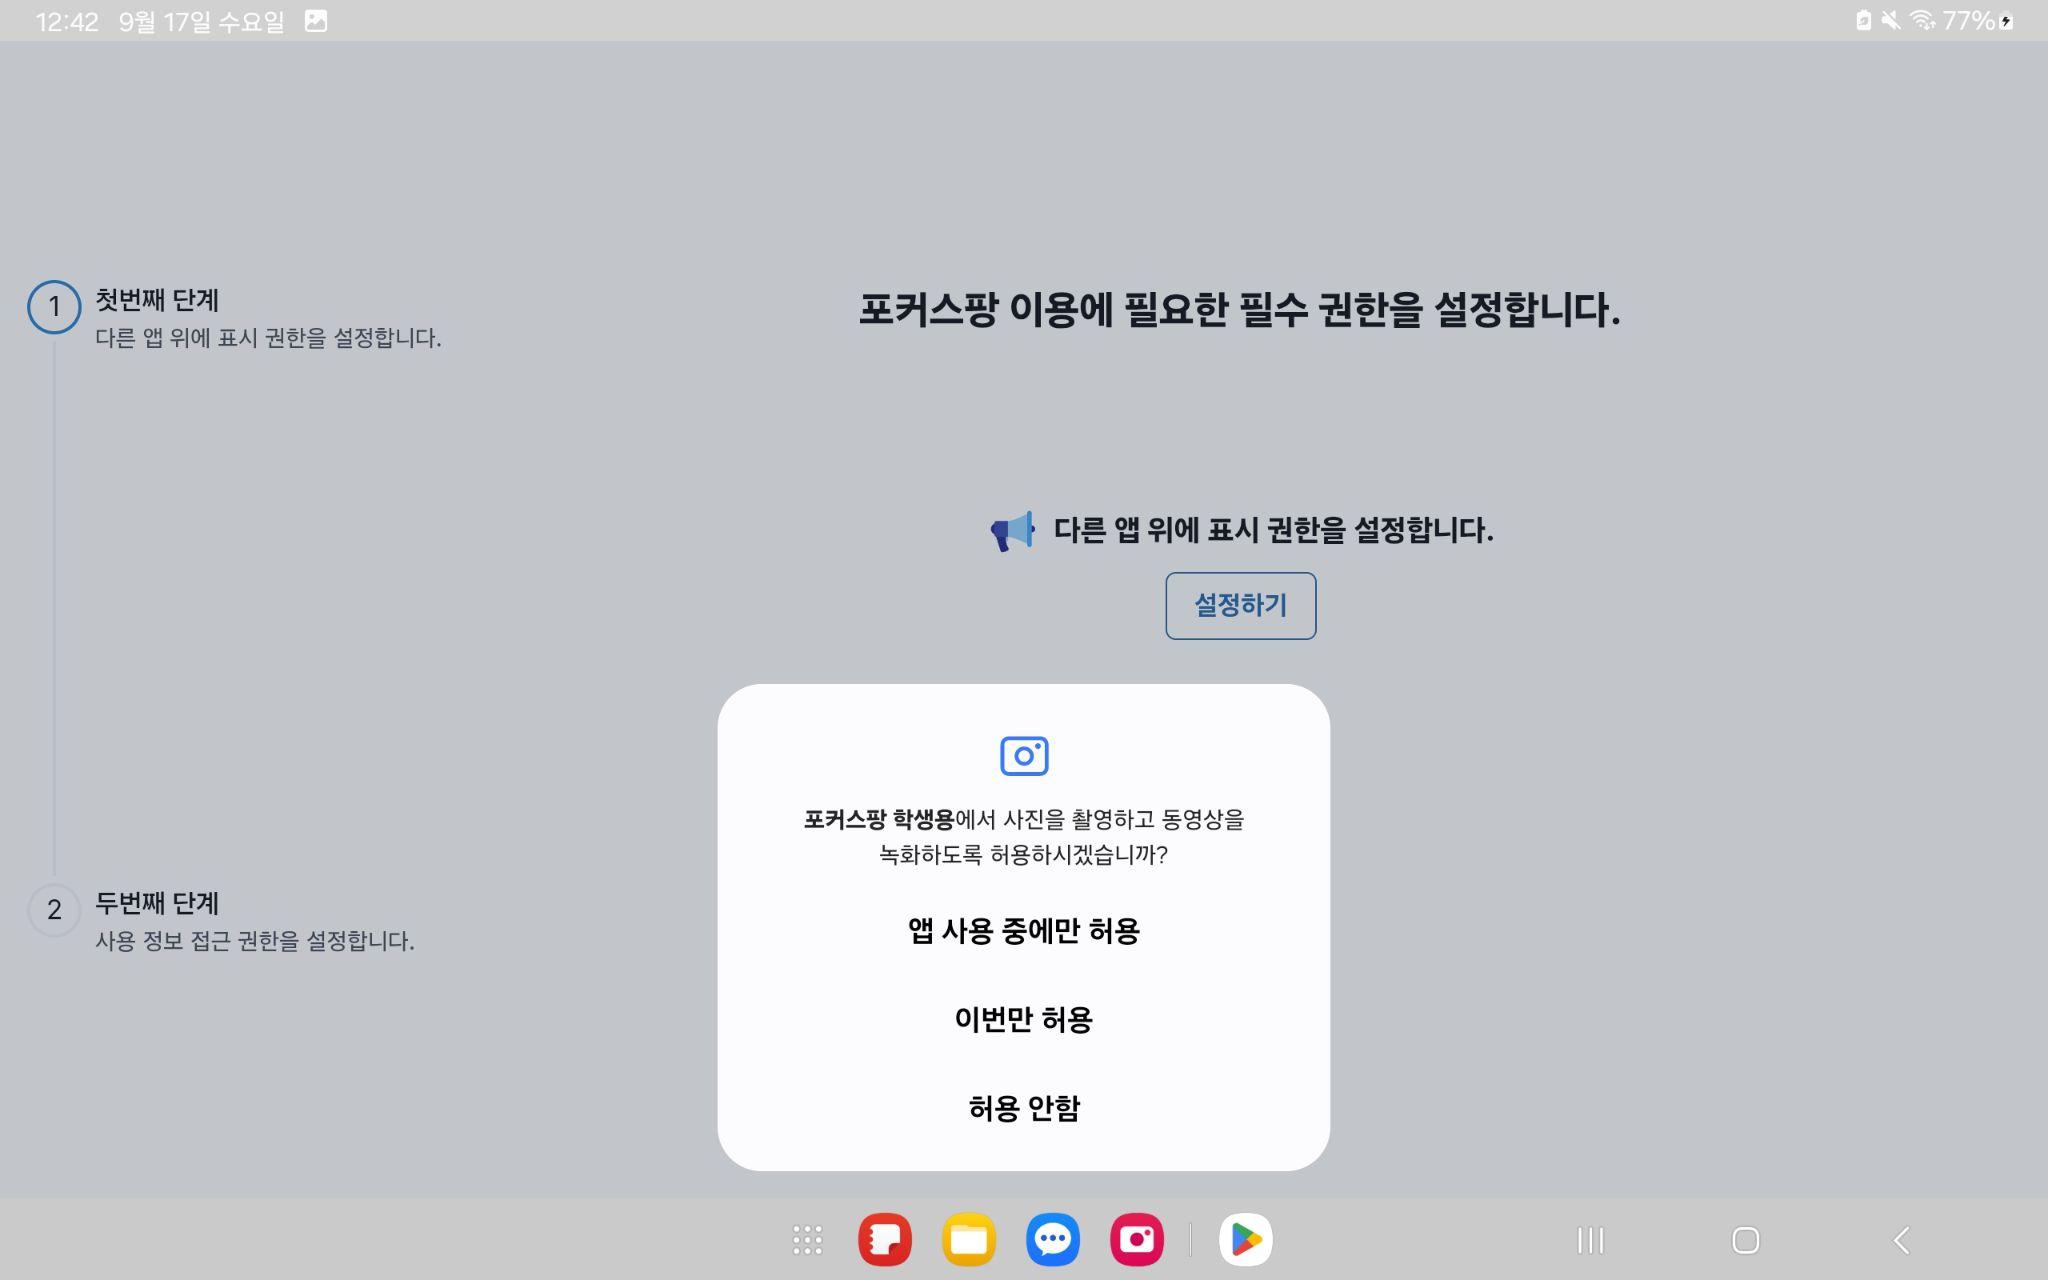 12:42 9월 17일 수요일
77%
1
첫번째 단계
다른 앱 위에 표시 권한을 설정합니다.
포커스팡 이용에 필요한 필수 권한을 설정합니다.
다른 앱 위에 표시 권한을 설정합니다.
설정하기
포커스팡 학생용에서 사진을 촬영하고 동영상을
녹화하도록 허용하시겠습니까?
앱 사용 중에만 허용
이번만 허용
허용 안함
2
두번째 단계
사용 정보 접근 권한을 설정합니다.